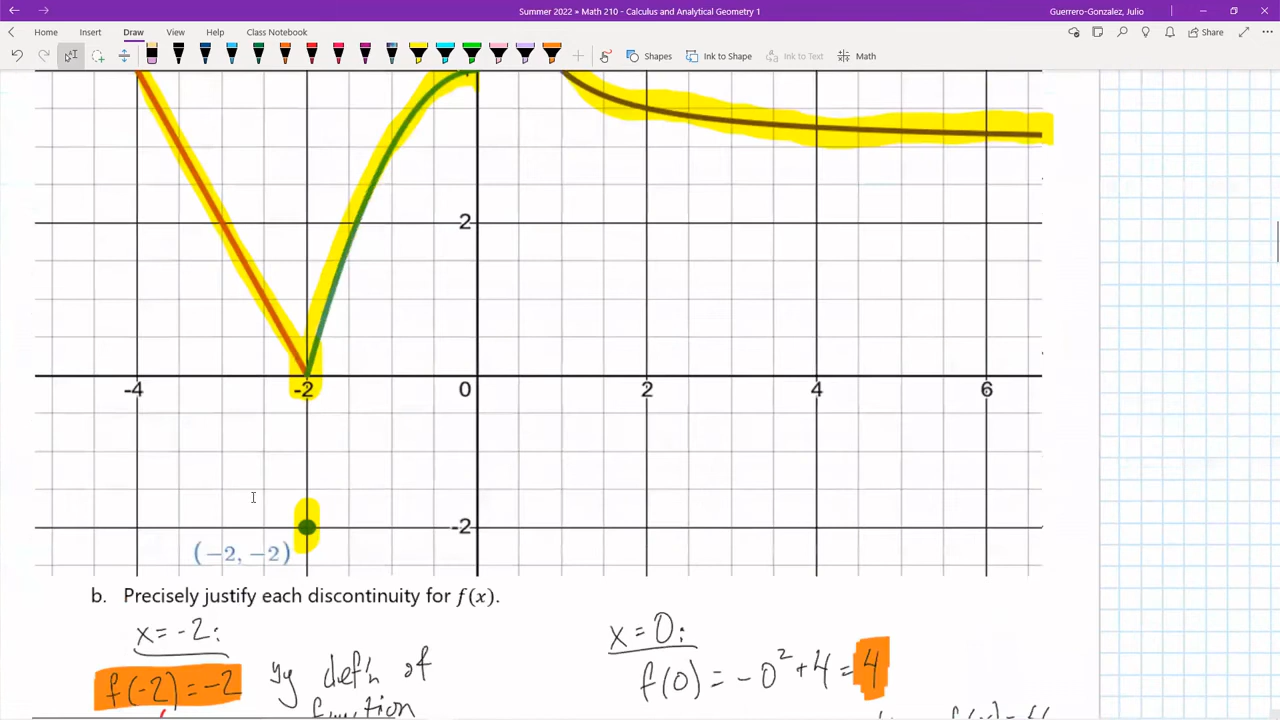 Summer 2022 » Math 210 - Calculus and Analytical Geometry 1
Guerrero-Gonzalez, Julio
Home Insert Draw View Help Class Notebook
Share
Shapes Ink to Shape Ink to Text Math
2
-4 -2 0 2 4 6
-2
(−2, −2)
b. Precisely justify each discontinuity for f(x).
x=-2:
x=0:
f(-2)=-2
by def'n of
function
f(0) = -0²+4=4